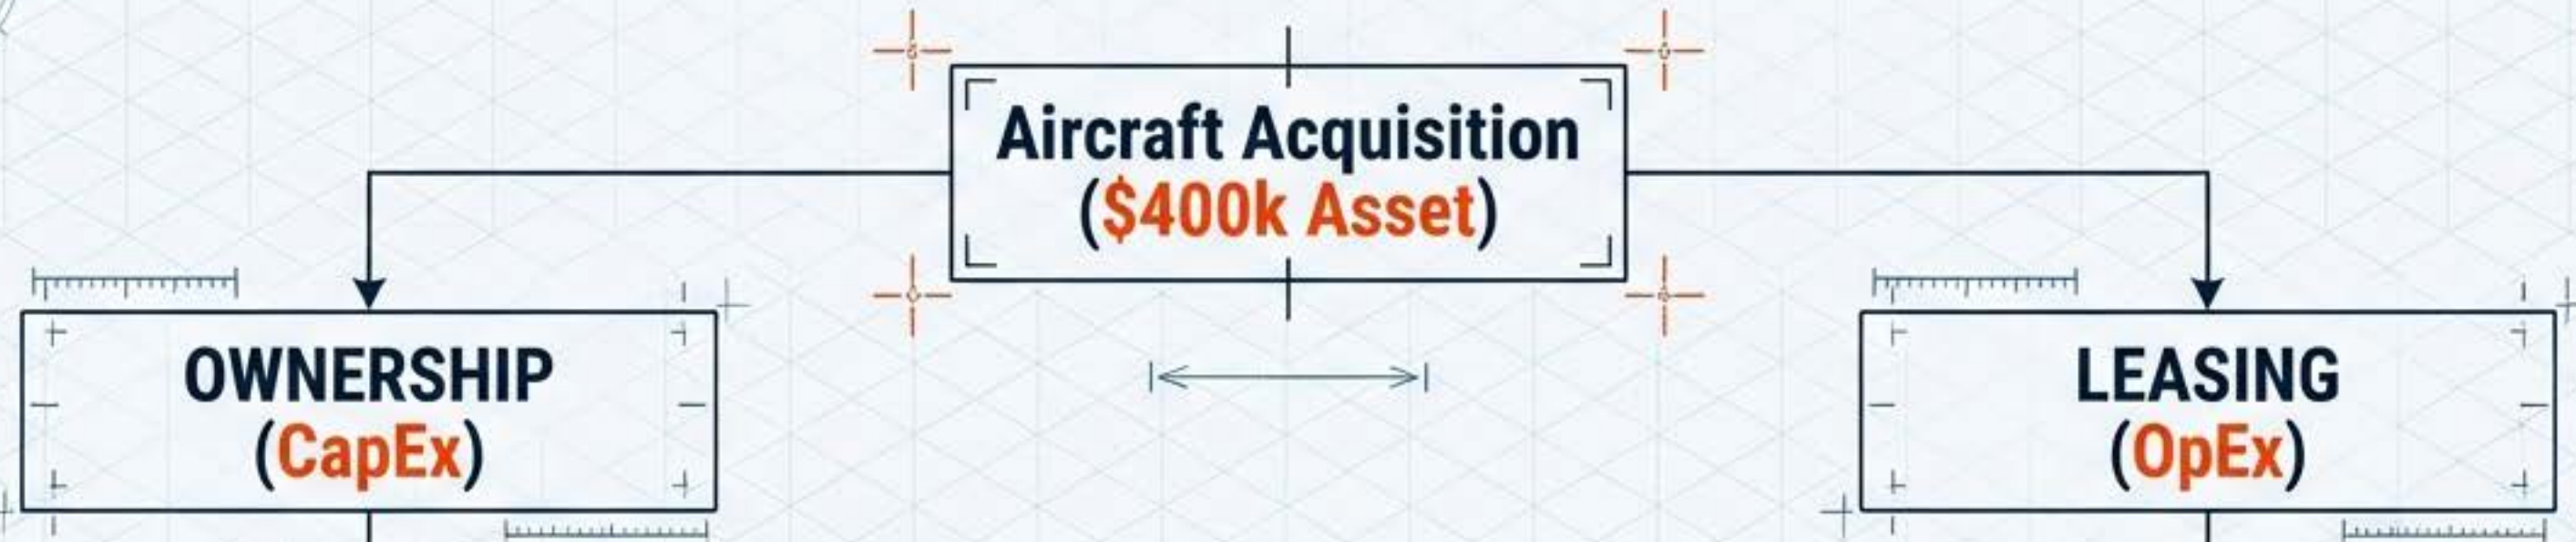 Aircraft Acquisition
($400k Asset)
OWNERSHIP
(CapEx)
LEASING
(OpEx)